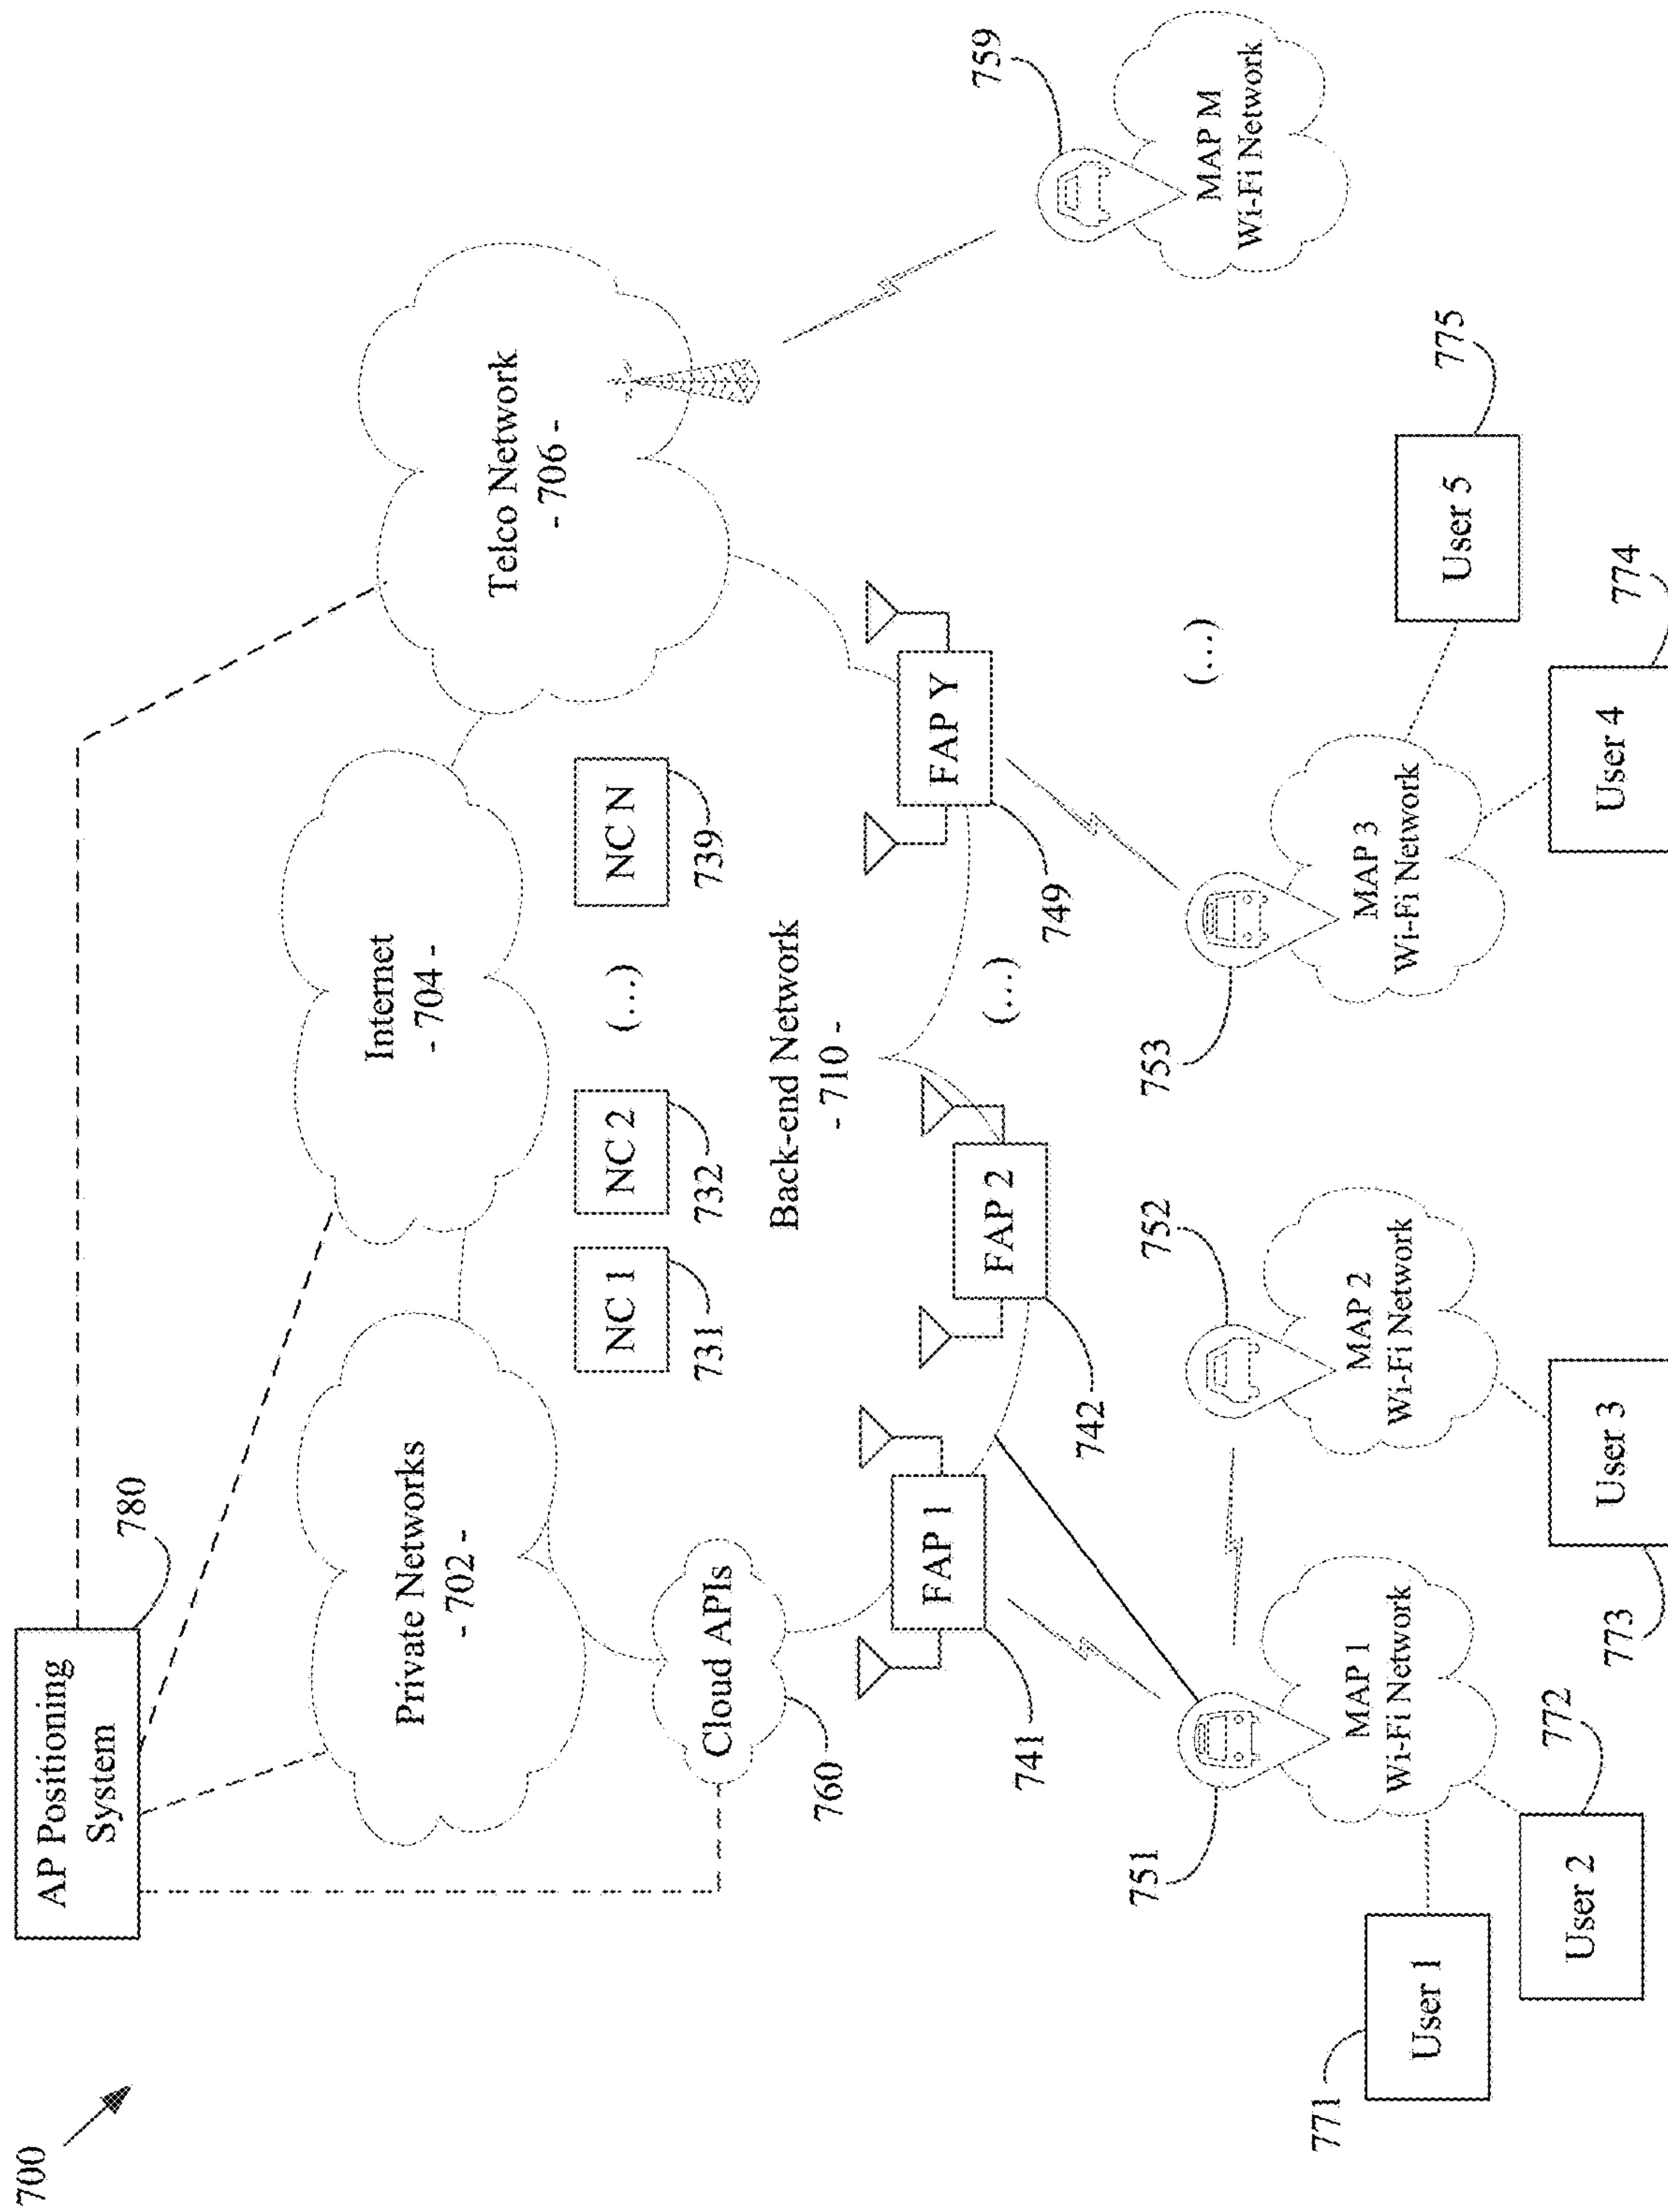 700
AP Positioning
System
780
Private Networks
- 702 -
Internet
- 704 -
Telco Network
- 706 -
NC 1
731
NC 2
732
(...)
NC N
739
Cloud APIs
760
Back-end Network
- 710 -
FAP 1
741
FAP 2
742
(...)
FAP Y
749
759
MAP M
Wi-Fi Network
751
MAP 1
Wi-Fi Network
752
MAP 2
Wi-Fi Network
753
MAP 3
Wi-Fi Network
(...)
771
User 1
User 2
772
773
User 3
User 4
774
User 5
775